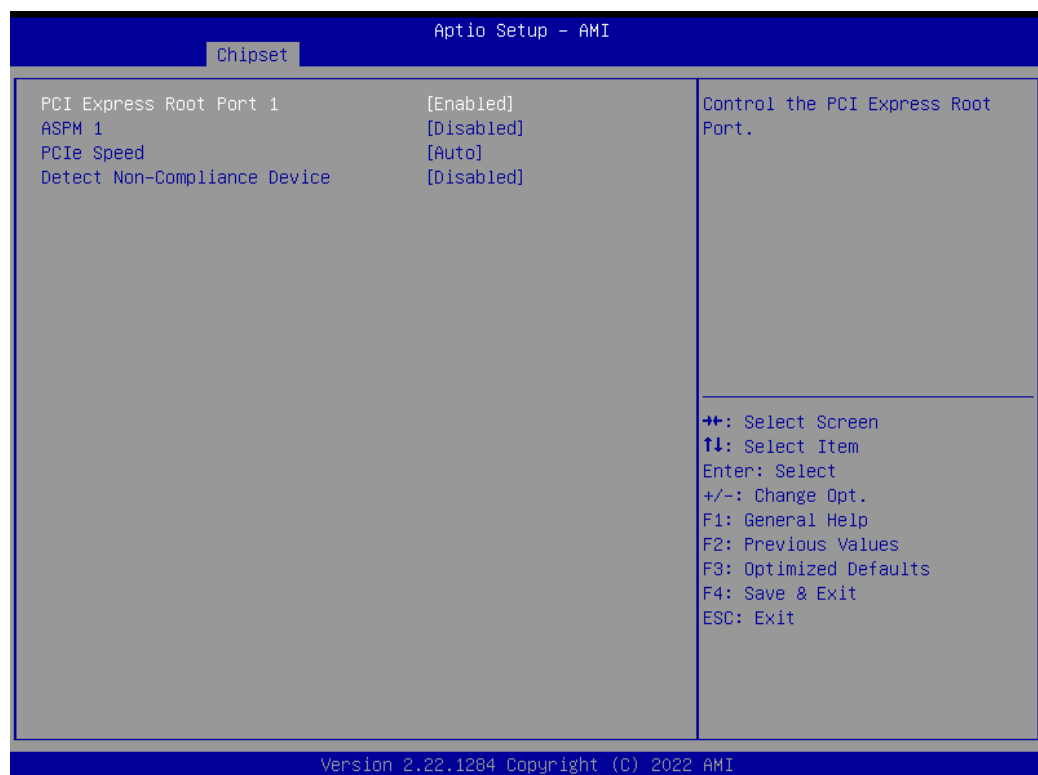 Aptio Setup – AMI
Chipset
PCI Express Root Port 1 [Enabled]
ASPM 1 [Disabled]
PCIe Speed [Auto]
Detect Non-Compliance Device [Disabled]
Control the PCI Express Root
Port.
→←: Select Screen
↑↓: Select Item
Enter: Select
+/-: Change Opt.
F1: General Help
F2: Previous Values
F3: Optimized Defaults
F4: Save & Exit
ESC: Exit
Version 2.22.1284 Copyright (C) 2022 AMI